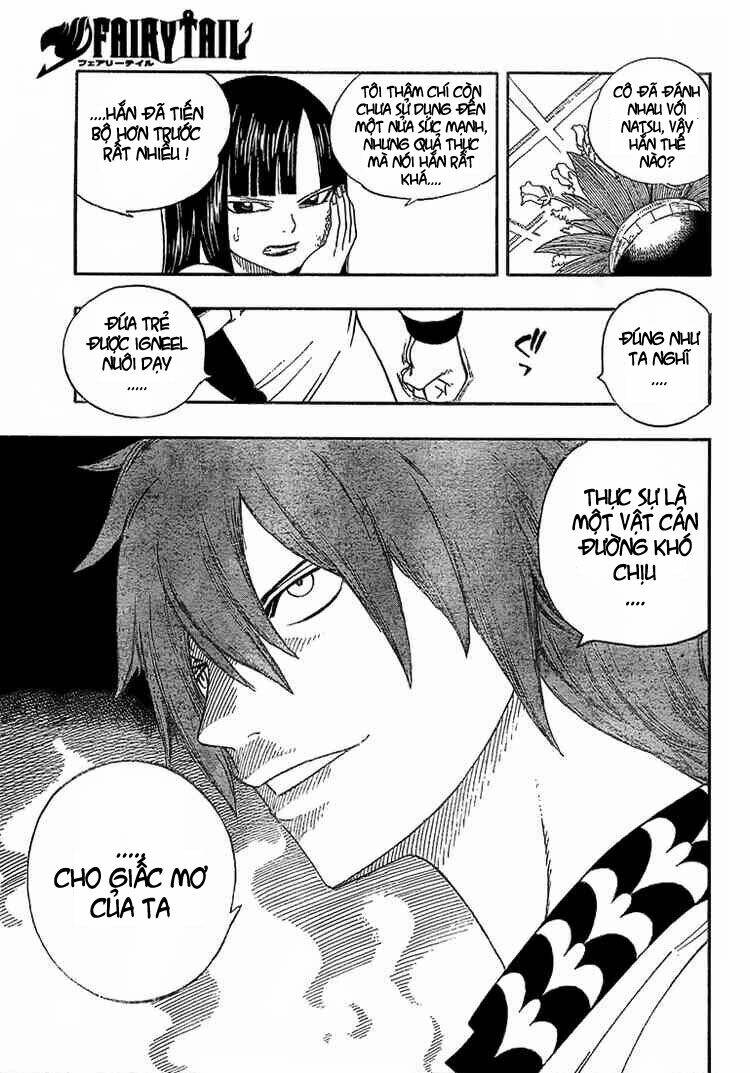 FAIRY TAIL
フェアリーテイル
CÔ ĐÃ ĐÁNH
NHAU VỚI
NATSU, VẬY
HẮN THẾ
NÀO?
TÔI THẬM CHÍ CÒN
CHƯA SỬ DỤNG ĐẾN
MỘT NỬA SỨC MẠNH,
NHƯNG QUẢ THỰC
MÀ NÓI HẮN RẤT
KHÁ....
....HẮN ĐÃ TIẾN
BỘ HƠN TRƯỚC
RẤT NHIỀU !
ĐÚNG NHƯ
TA NGHĨ
....
ĐỨA TRẺ
ĐƯỢC IGNEEL
NUÔI DẠY
.....
THỰC SỰ LÀ
MỘT VẬT CẢN
ĐƯỜNG KHÓ
CHỊU
....
.....
CHO GIẤC MƠ
CỦA TA